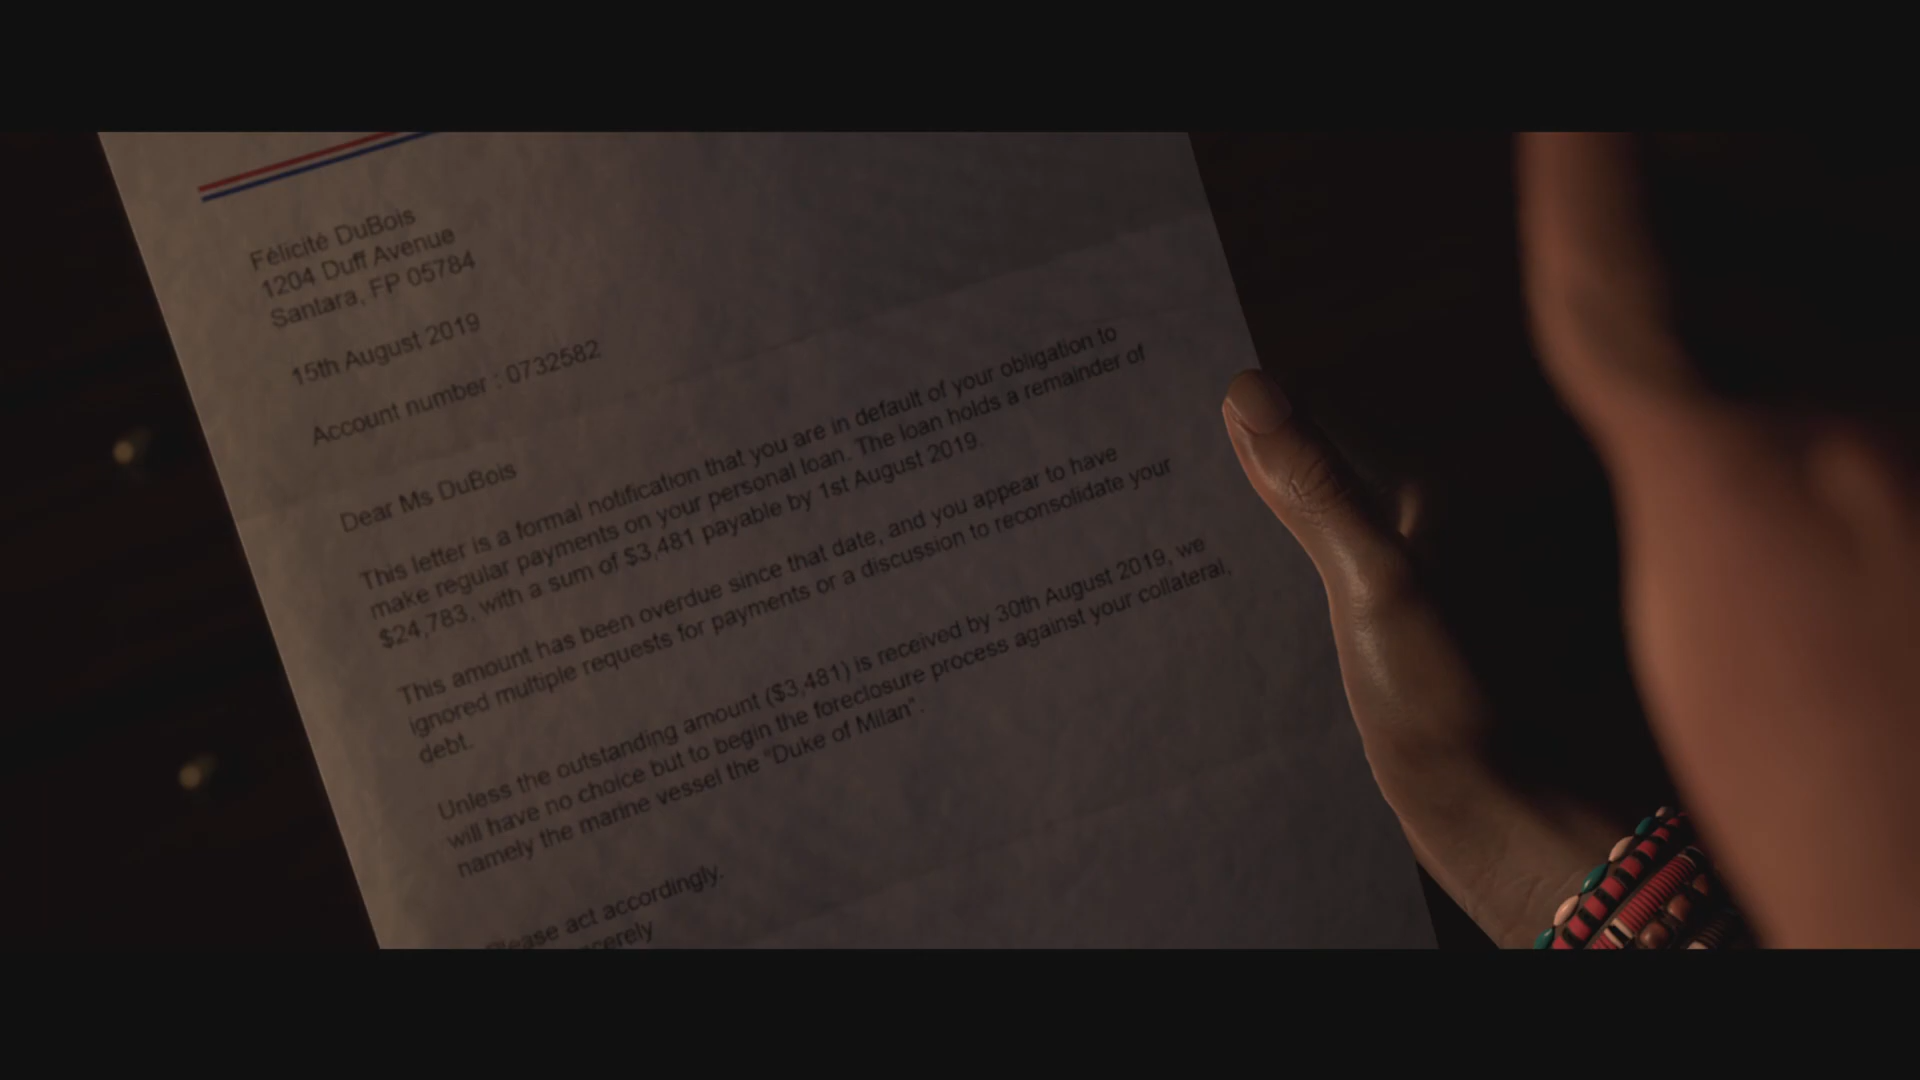 Félicité DuBois
1204 Duff Avenue
Santara, FP 05784
15th August 2019
Account number : 0732582
Dear Ms DuBois
This letter is a formal notification that you are in default of your obligation to
make regular payments on your personal loan. The loan holds a remainder of
$24,783, with a sum of $3,481 payable by 1st August 2019.
This amount has been overdue since that date, and you appear to have
ignored multiple requests for payments or a discussion to reconsolidate your
debt.
Unless the outstanding amount ($3,481) is received by 30th August 2019, we
will have no choice but to begin the foreclosure process against your collateral,
namely the marine vessel the "Duke of Milan".
Please act accordingly.